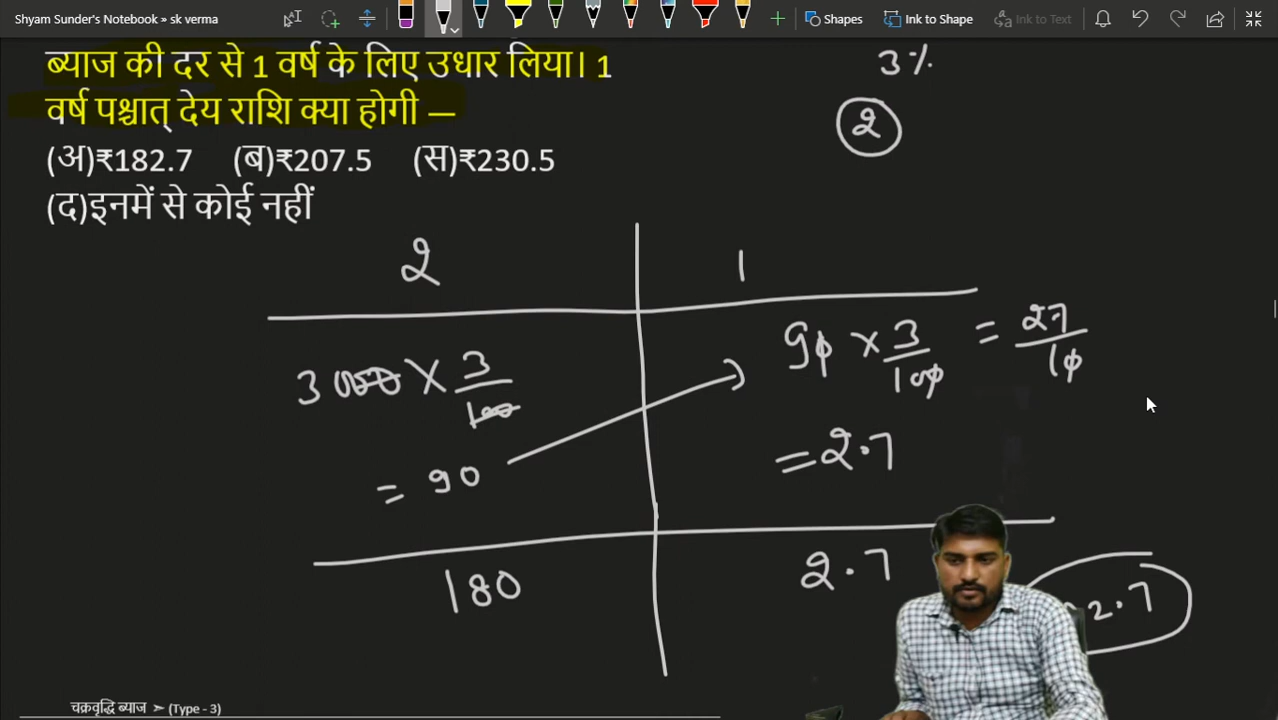 Shyam Sunder's Notebook » sk verma
Shapes Ink to Shape Ink to Text
ब्याज की दर से 1 वर्ष के लिए उधार लिया। 1
वर्ष पश्चात् देय राशि क्या होगी —
(अ)₹182.7 (ब)₹207.5 (स)₹230.5
(द)इनमें से कोई नहीं
3%
2
2 1
3000 × 3/100
90 × 3/100 = 27/10
= 90
= 2.7
180 2.7
2.7
चक्रवृद्धि ब्याज ➢ (Type - 3)